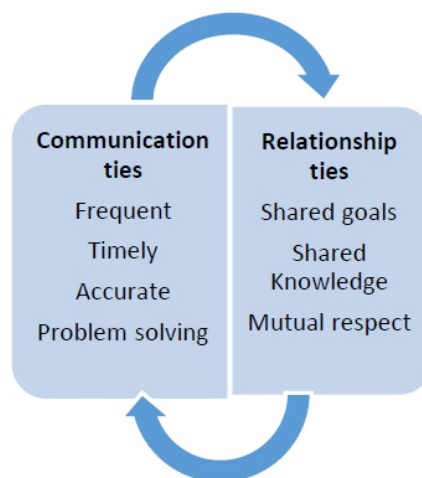 Communication
ties
Frequent
Timely
Accurate
Problem solving
Relationship
ties
Shared goals
Shared
Knowledge
Mutual respect